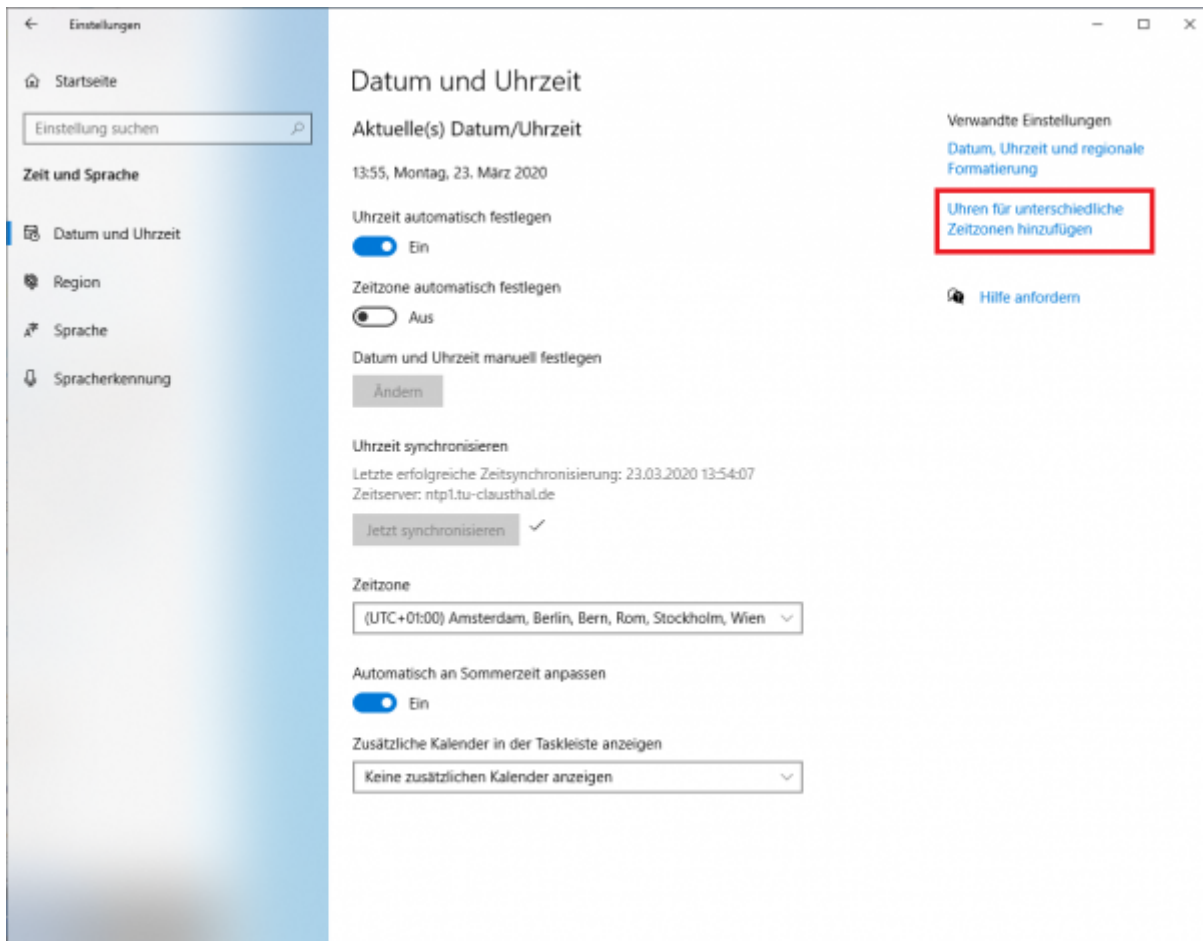 Einstellungen
Startseite
Einstellung suchen
Zeit und Sprache
Datum und Uhrzeit
Region
Sprache
Spracherkennung
Datum und Uhrzeit
Aktuelle(s) Datum/Uhrzeit
13:55, Montag, 23. März 2020
Uhrzeit automatisch festlegen
Ein
Zeitzone automatisch festlegen
Aus
Datum und Uhrzeit manuell festlegen
Ändern
Uhrzeit synchronisieren
Letzte erfolgreiche Zeitsynchronisierung: 23.03.2020 13:54:07
Zeitserver: ntp1.tu-clausthal.de
Jetzt synchronisieren
Zeitzone
(UTC+01:00) Amsterdam, Berlin, Bern, Rom, Stockholm, Wien
Automatisch an Sommerzeit anpassen
Ein
Zusätzliche Kalender in der Taskleiste anzeigen
Keine zusätzlichen Kalender anzeigen
Verwandte Einstellungen
Datum, Uhrzeit und regionale
Formatierung
Uhren für unterschiedliche
Zeitzonen hinzufügen
Hilfe anfordern